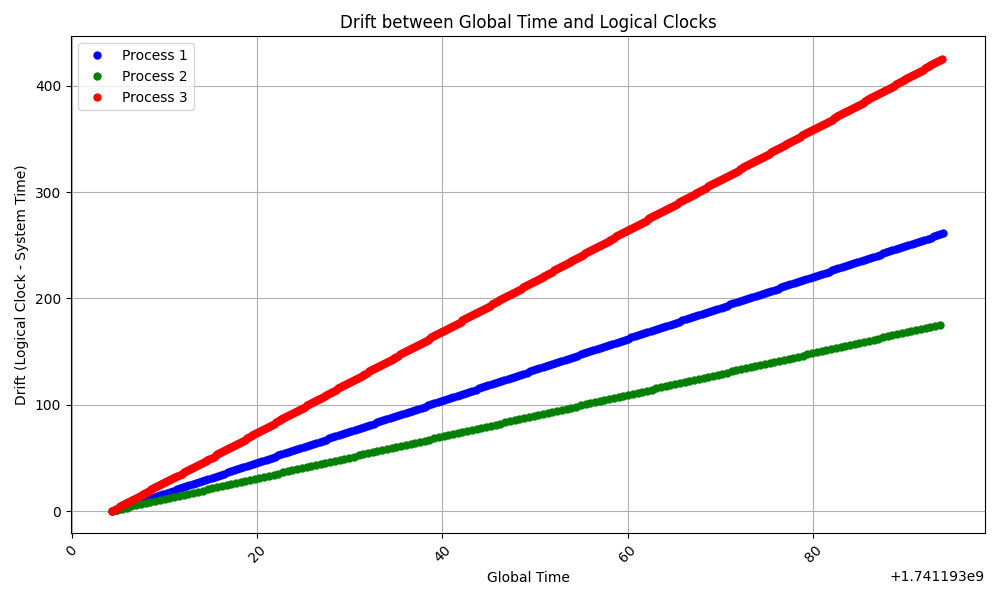 Drift between Global Time and Logical Clocks
Process 1
Process 2
Process 3
Drift (Logical Clock - System Time)
400
300
200
100
0
0
20
40
60
80
Global Time
+1.741193e9